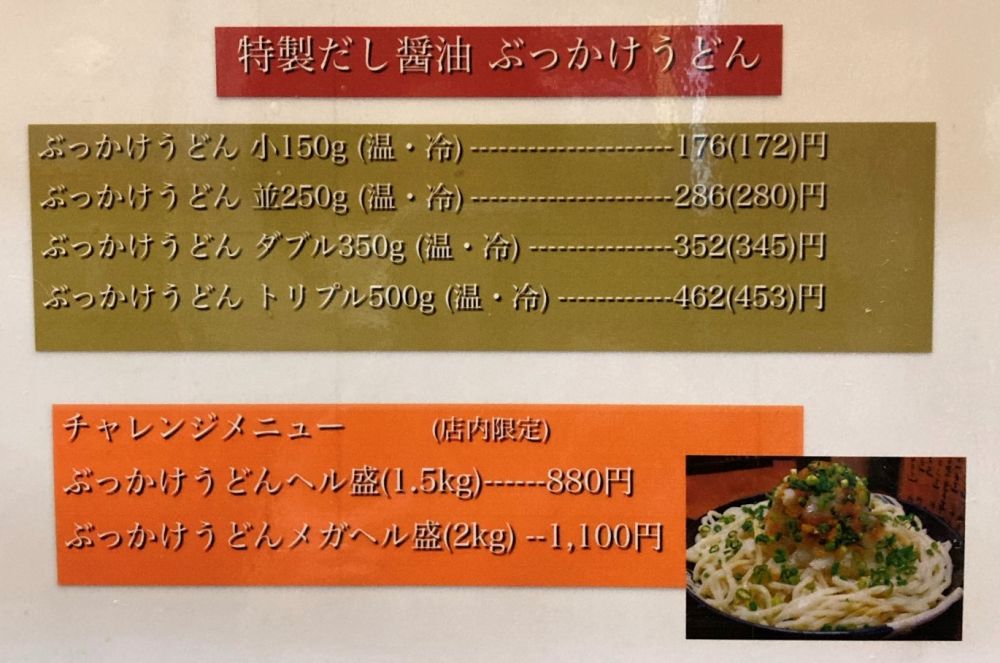 特製だし醤油 ぶっかけうどん
ぶっかけうどん 小150g (温・冷) ----------------------176(172)円
ぶっかけうどん 並250g (温・冷) ----------------------286(280)円
ぶっかけうどん ダブル350g (温・冷) ---------------352(345)円
ぶっかけうどん トリプル500g (温・冷) ------------462(453)円
チャレンジメニュー (店内限定)
ぶっかけうどんヘル盛(1.5kg)------880円
ぶっかけうどんメガヘル盛(2kg) --1,100円